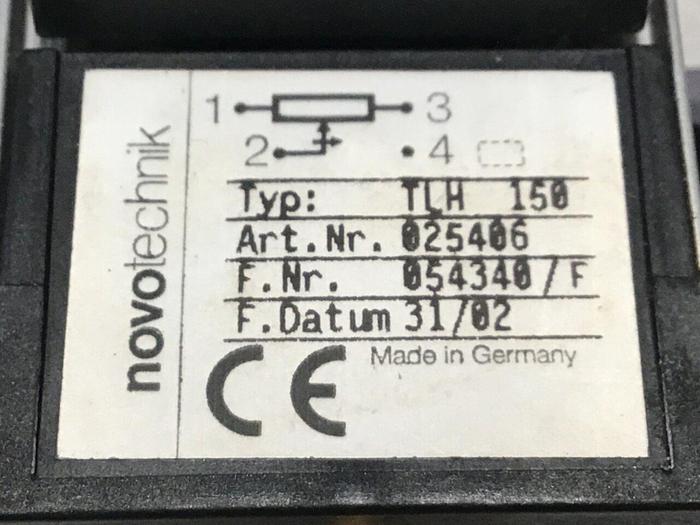 novotechnik
1 3
2 4
Typ: TLH 150
Art.Nr. 025406
F.Nr. 054340/F
F.Datum 31/02
CE Made in Germany